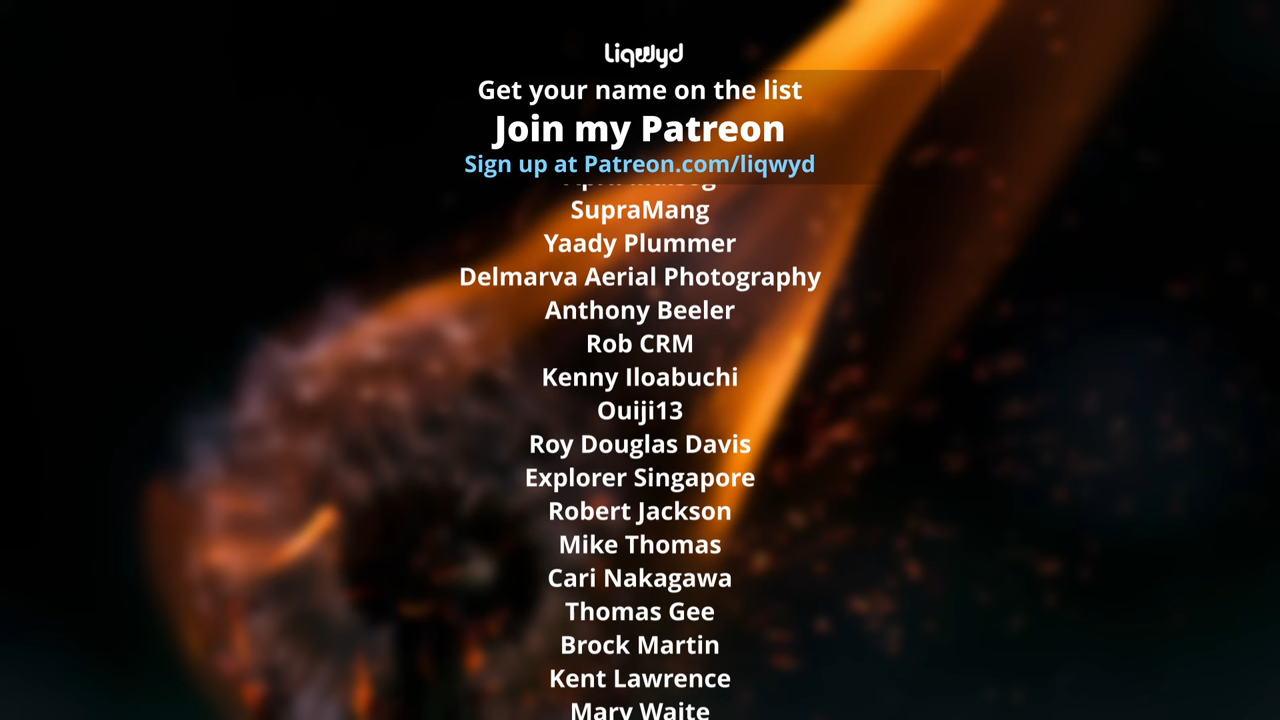 Liqwyd
Get your name on the list
Join my Patreon
Sign up at Patreon.com/liqwyd
SupraMang
Yaady Plummer
Delmarva Aerial Photography
Anthony Beeler
Rob CRM
Kenny Iloabuchi
Ouiji13
Roy Douglas Davis
Explorer Singapore
Robert Jackson
Mike Thomas
Cari Nakagawa
Thomas Gee
Brock Martin
Kent Lawrence
Mary Waite